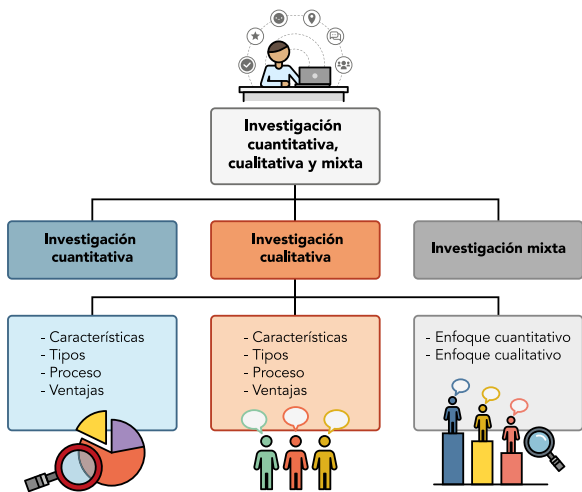 Investigación
cuantitativa,
cualitativa y mixta
Investigación
cuantitativa
Investigación
cualitativa
Investigación mixta
- Características
- Tipos
- Proceso
- Ventajas
- Características
- Tipos
- Proceso
- Ventajas
- Enfoque cuantitativo
- Enfoque cualitativo